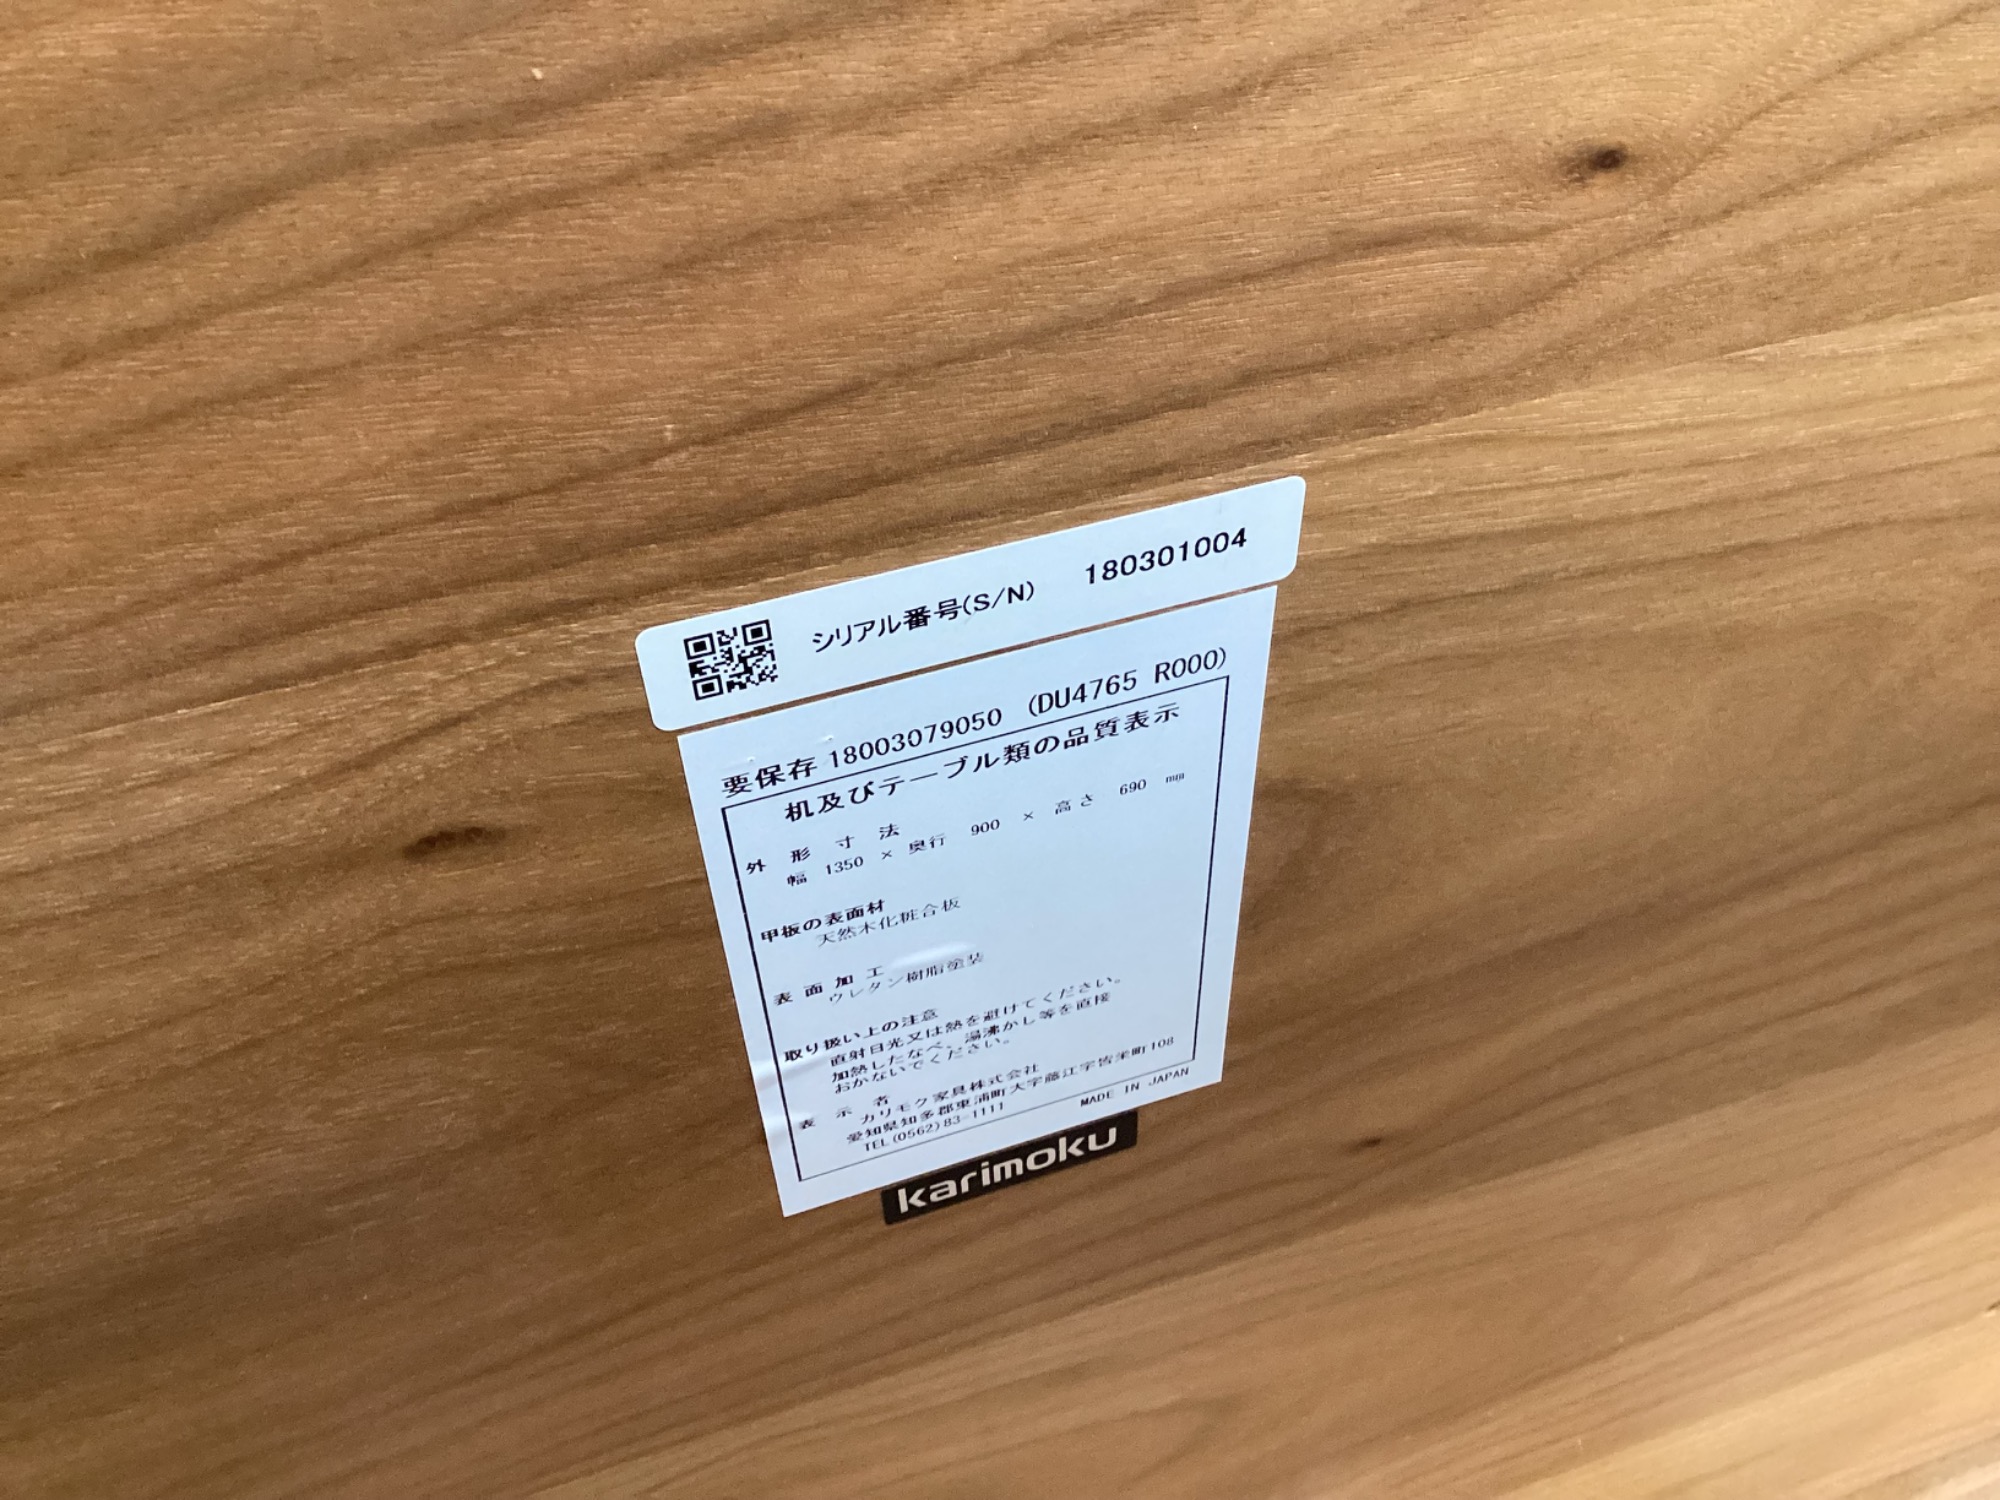 シリアル番号(S/N) 180301004
要保存 18003079050 (DU4765 R000)
机及びテーブル類の品質表示
外形寸法
幅 1350 × 奥行 900 × 高さ 690 mm
甲板の表面材
天然木化粧合板
表面加工
ウレタン樹脂塗装
取り扱い上の注意
直射日光又は熱を避けてください。
加熱したなべ、湯沸かし等を直接
おかないでください。
表示者
カリモク家具株式会社
愛知県知多郡東浦町大字藤江字皆栄町108
TEL(0562)83-1111
MADE IN JAPAN
karimoku